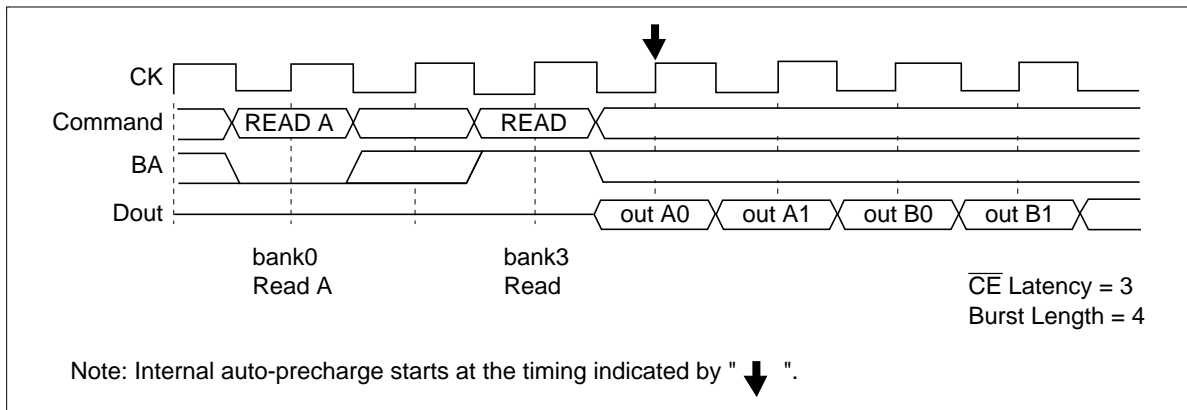 CK
Command READ A READ
BA
Dout out A0 out A1 out B0 out B1
bank0 bank3
Read A Read
CE Latency = 3
Burst Length = 4
Note: Internal auto-precharge starts at the timing indicated by " ".